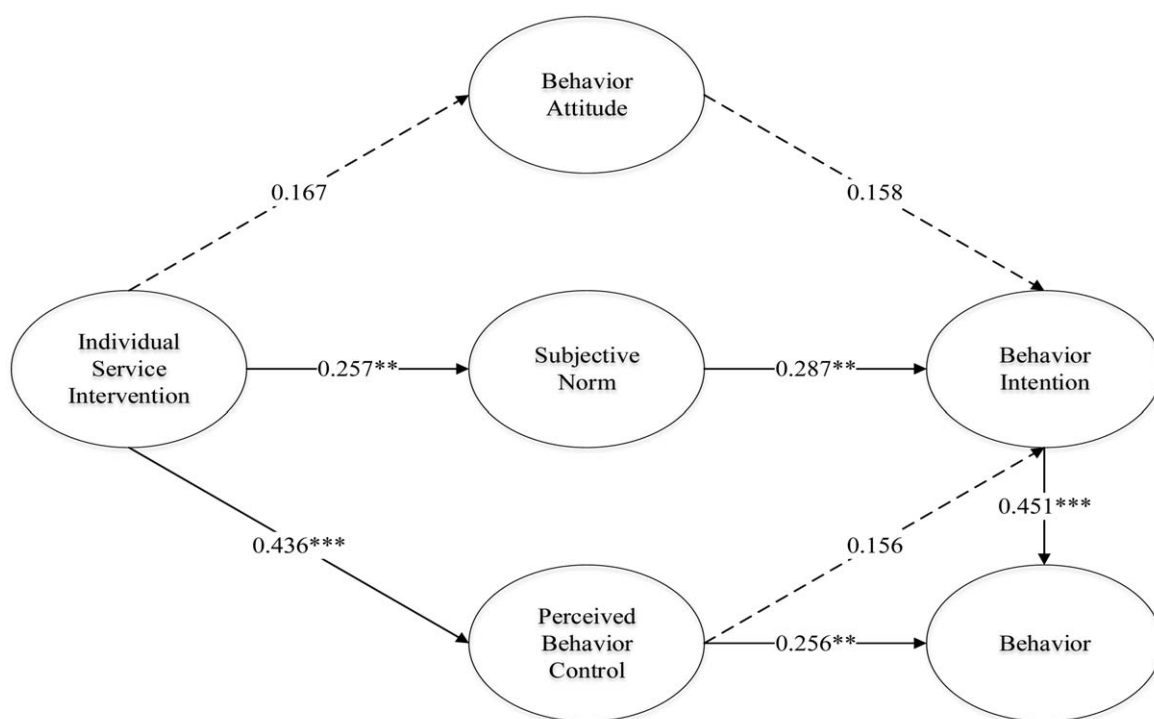 Behavior
Attitude
0.167
0.158
Individual
Service
Intervention
0.257**
Subjective
Norm
0.287**
Behavior
Intention
0.436***
0.156
0.451***
Perceived
Behavior
Control
0.256**
Behavior